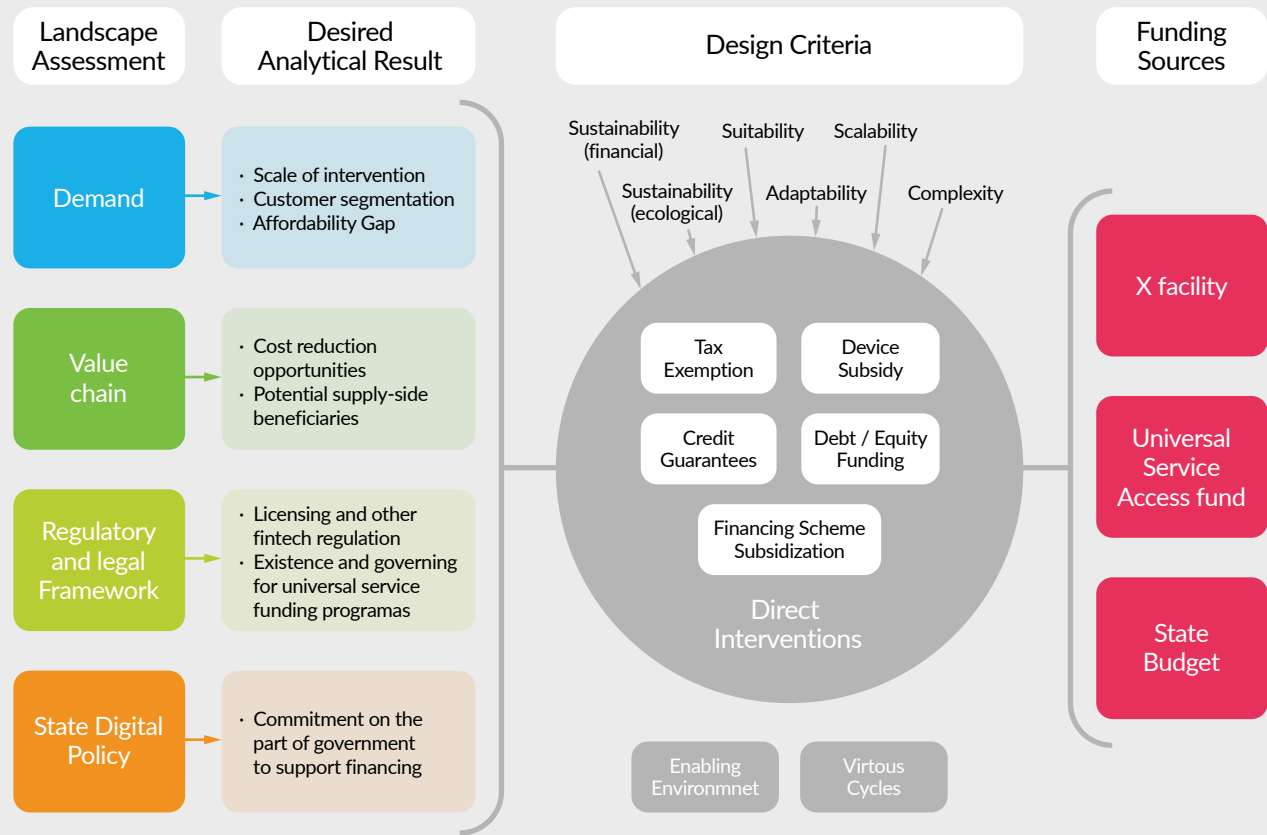 Landscape
Assessment
Desired
Analytical Result
Design Criteria
Funding
Sources
Demand
· Scale of intervention
· Customer segmentation
· Affordability Gap
Value
chain
· Cost reduction
opportunities
· Potential supply-side
beneficiaries
Regulatory
and legal
Framework
· Licensing and other
fintech regulation
· Existence and governing
for universal service
funding programas
State Digital
Policy
· Commitment on the
part of government
to support financing
Sustainability
(financial)
Suitability
Scalability
Sustainability
(ecological)
Adaptability
Complexity
Tax
Exemption
Device
Subsidy
Credit
Guarantees
Debt / Equity
Funding
Financing Scheme
Subsidization
Direct
Interventions
Enabling
Environmnet
Virtous
Cycles
X facility
Universal
Service
Access fund
State
Budget